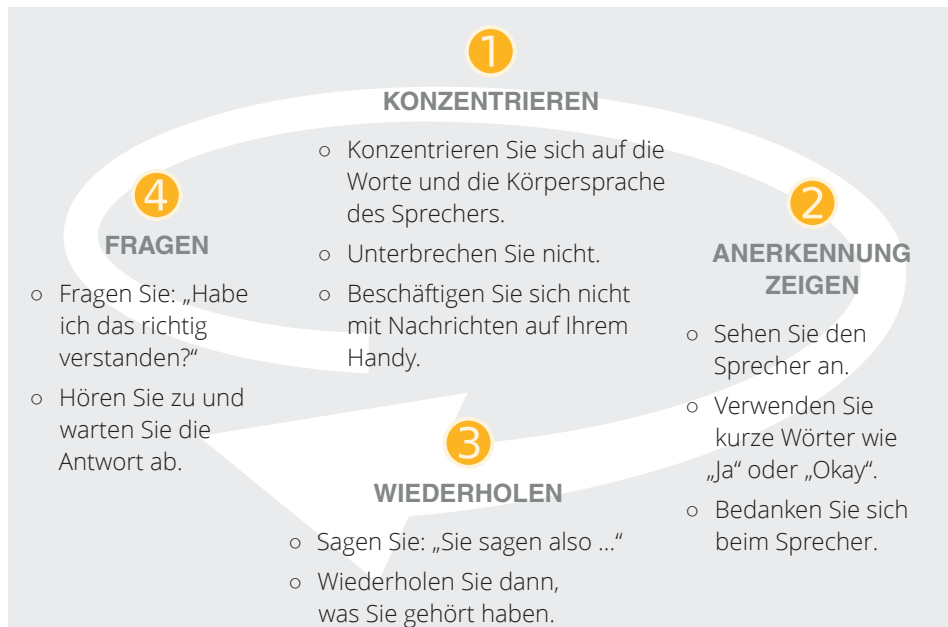 1
KONZENTRIEREN
○ Konzentrieren Sie sich auf die
Worte und die Körpersprache
des Sprechers.
○ Unterbrechen Sie nicht.
○ Beschäftigen Sie sich nicht
mit Nachrichten auf Ihrem
Handy.
2
ANERKENNUNG
ZEIGEN
○ Sehen Sie den
Sprecher an.
○ Verwenden Sie
kurze Wörter wie
„Ja“ oder „Okay“.
○ Bedanken Sie sich
beim Sprecher.
3
WIEDERHOLEN
○ Sagen Sie: „Sie sagen also ...“
○ Wiederholen Sie dann,
was Sie gehört haben.
4
FRAGEN
○ Fragen Sie: „Habe
ich das richtig
verstanden?“
○ Hören Sie zu und
warten Sie die
Antwort ab.